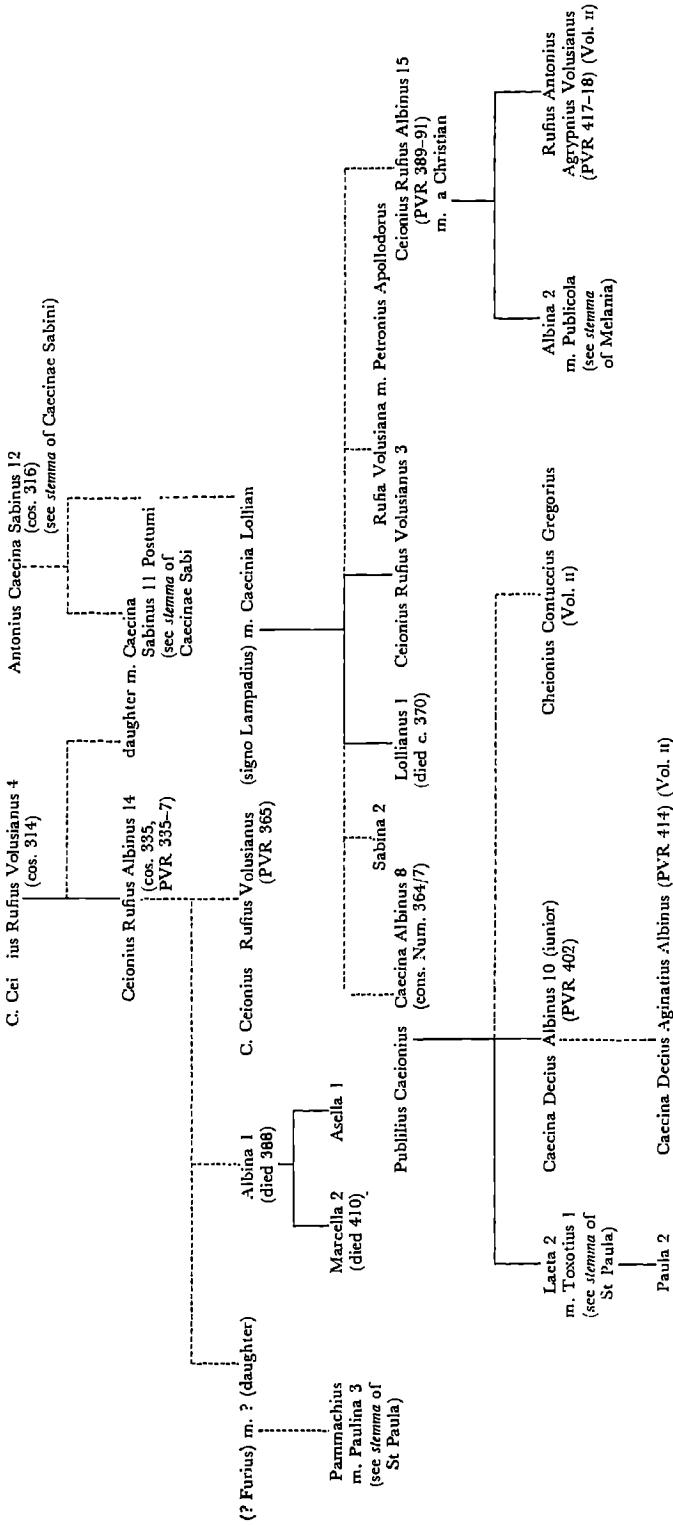 C. Cei ius Rufius Volusianus 4
(cos. 314)
Antonius Caecina Sabinus 12
(cos. 316)
(see stemma of Caecinae Sabini)
Ceionius Rufius Albinus 14
(cos. 335,
PVR 335–7)
daughter m. Caecina
Sabinus 11 Postumi
(see stemma of
Caecinae Sabi
(? Furius) m. ? (daughter)
Albina 1
(died 388)
C. Ceionius Rufius Volusianus
(PVR 365)
(signo Lampadius) m. Caecinia Lollian
Pammachius
m. Paulina 3
(see stemma of
St Paula)
Marcella 2
(died 410)
Asella 1
Caecina Albinus 8
(cons. Num. 364/7)
Sabina 2
Lollianus 1
(died c. 370)
Ceionius Rufius Volusianus 3
Rufia Volusiana m. Petronius Apollodorus
Ceionius Rufius Albinus 15
(PVR 389–91)
m. a Christian
Publilius Caeionius
Albina 2
m. Publicola
(see stemma
of Melania)
Rufius Antonius
Agrypnius Volusianus
(PVR 417–18) (Vol. II)
Laeta 2
m. Toxotius 1
(see stemma of
St Paula)
Caecina Decius Albinus 10 (iunior)
(PVR 402)
Cheionius Contuccius Gregorius
(Vol. II)
Paula 2
Caecina Decius Aginatius Albinus (PVR 414) (Vol. II)